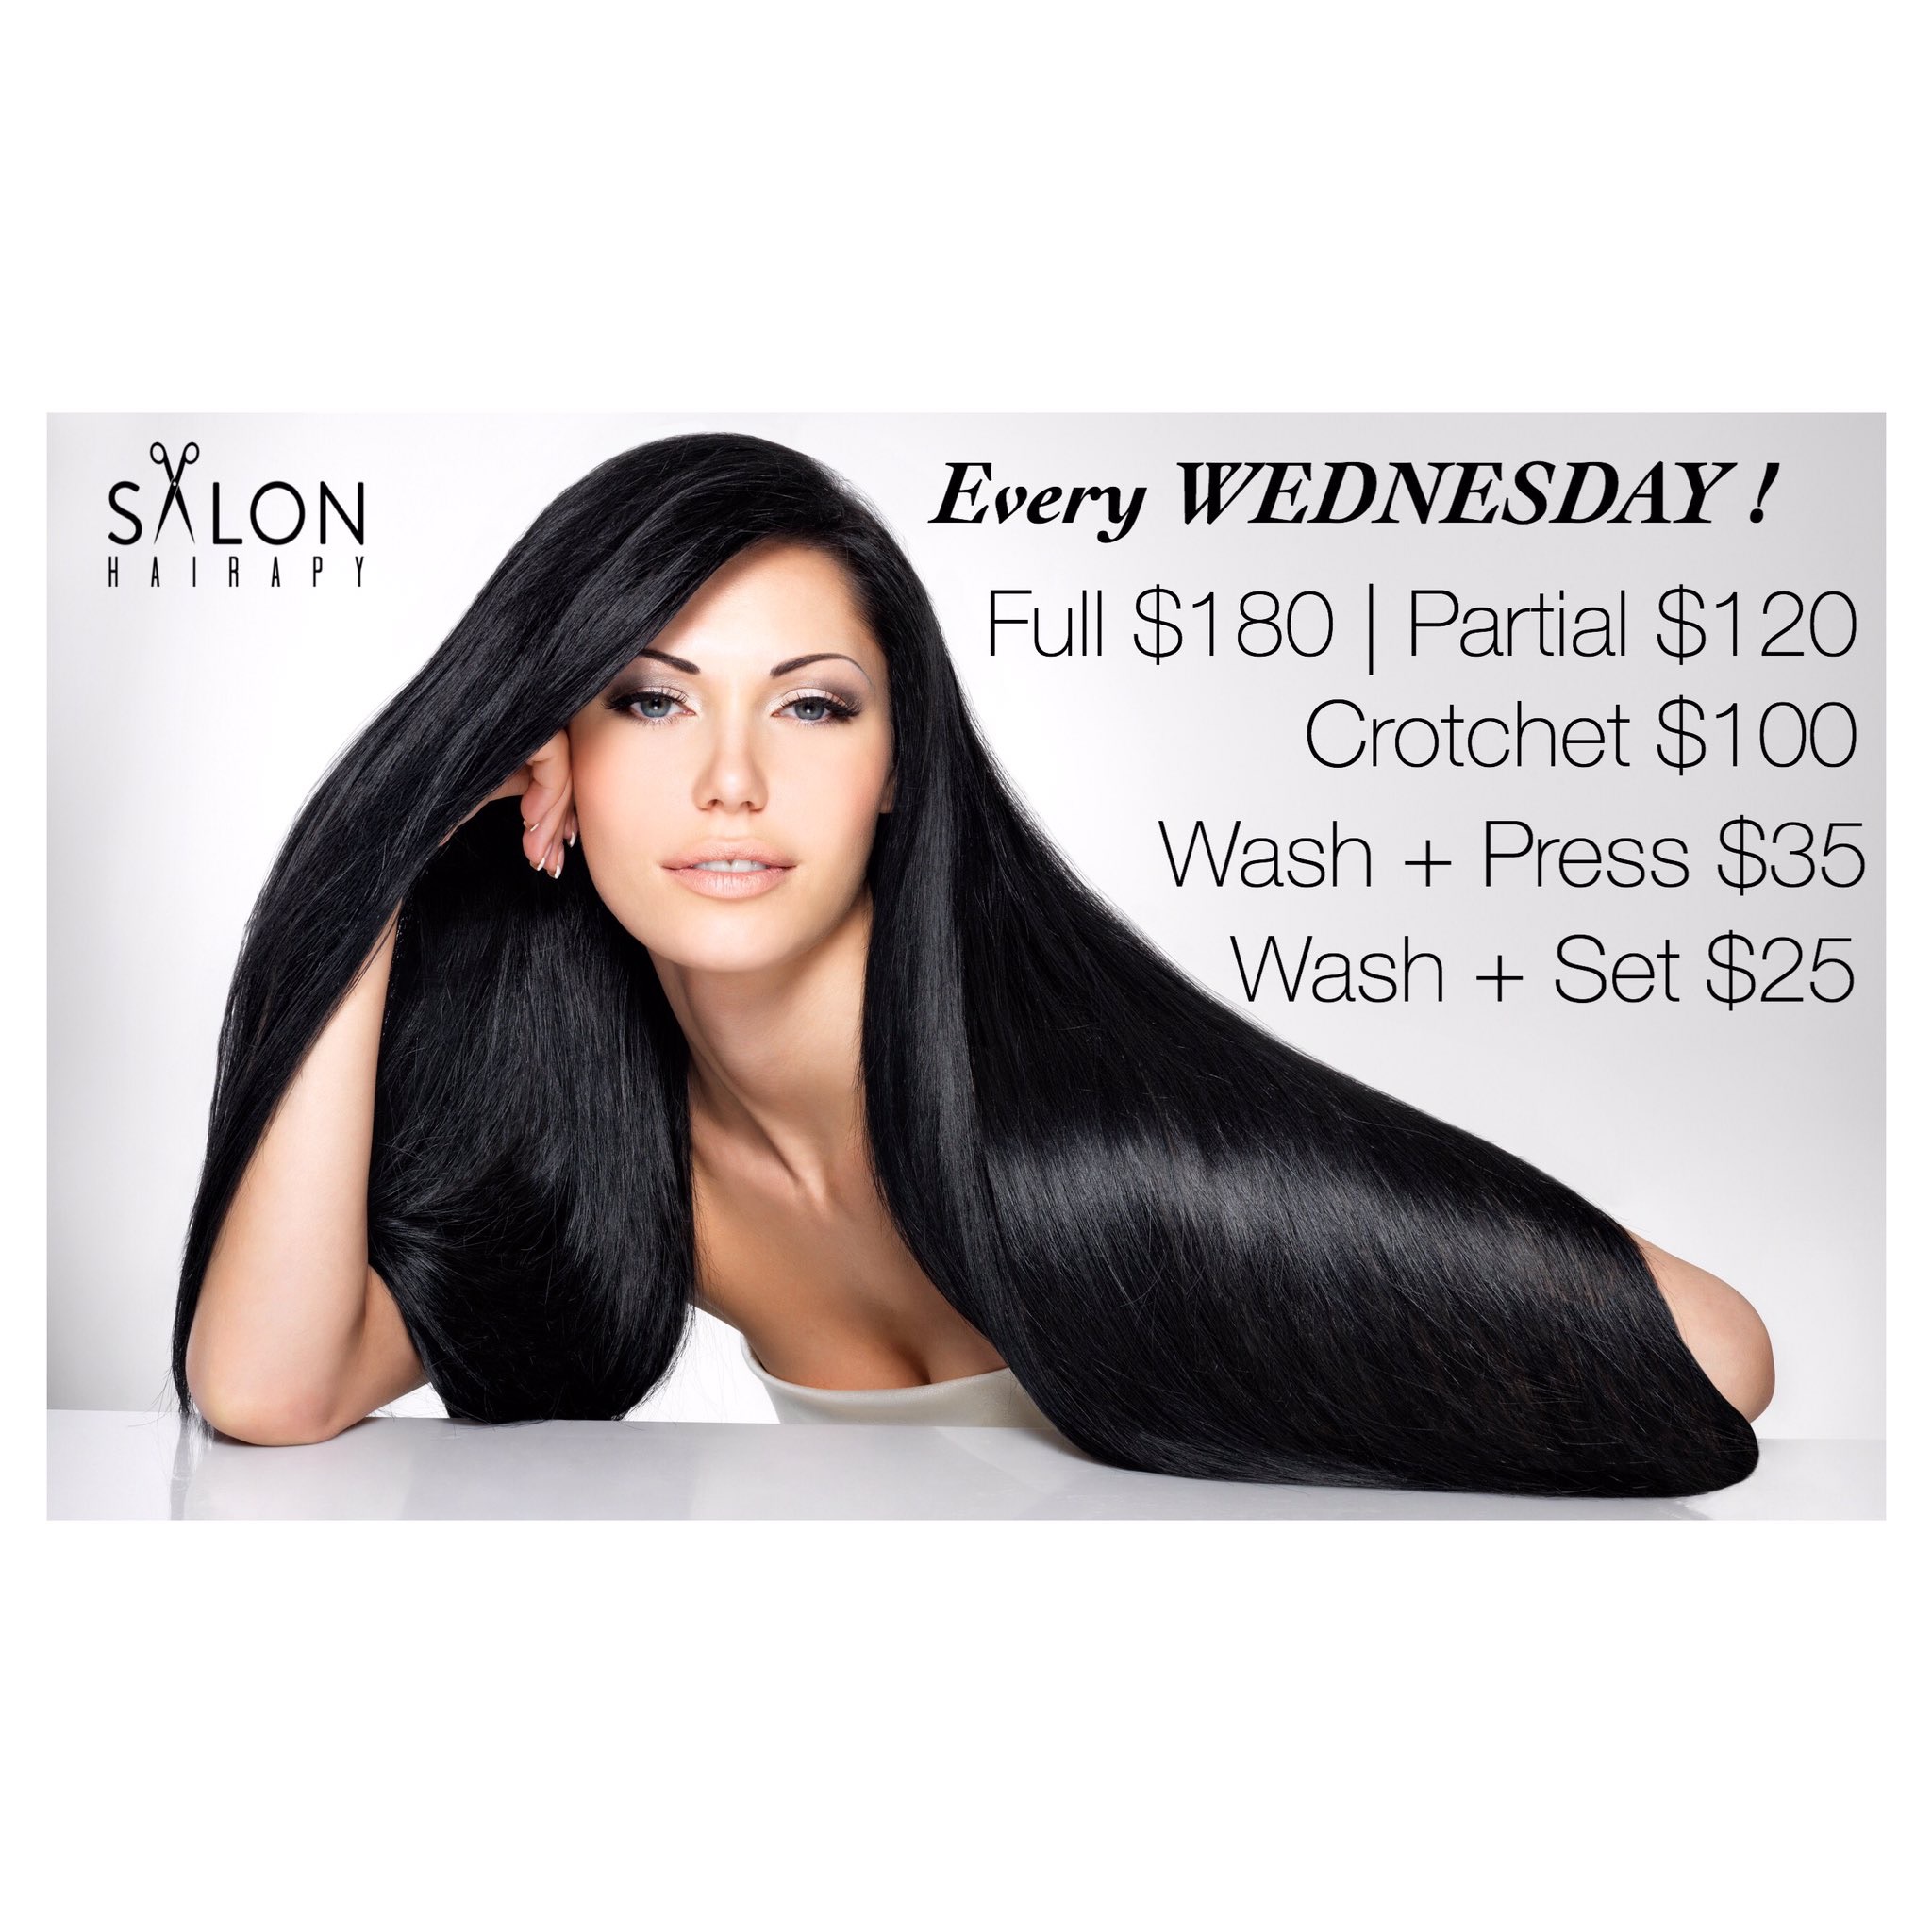 SALON
HAIRAPY
Every WEDNESDAY !
Full $180 | Partial $120
Crotchet $100
Wash + Press $35
Wash + Set $25